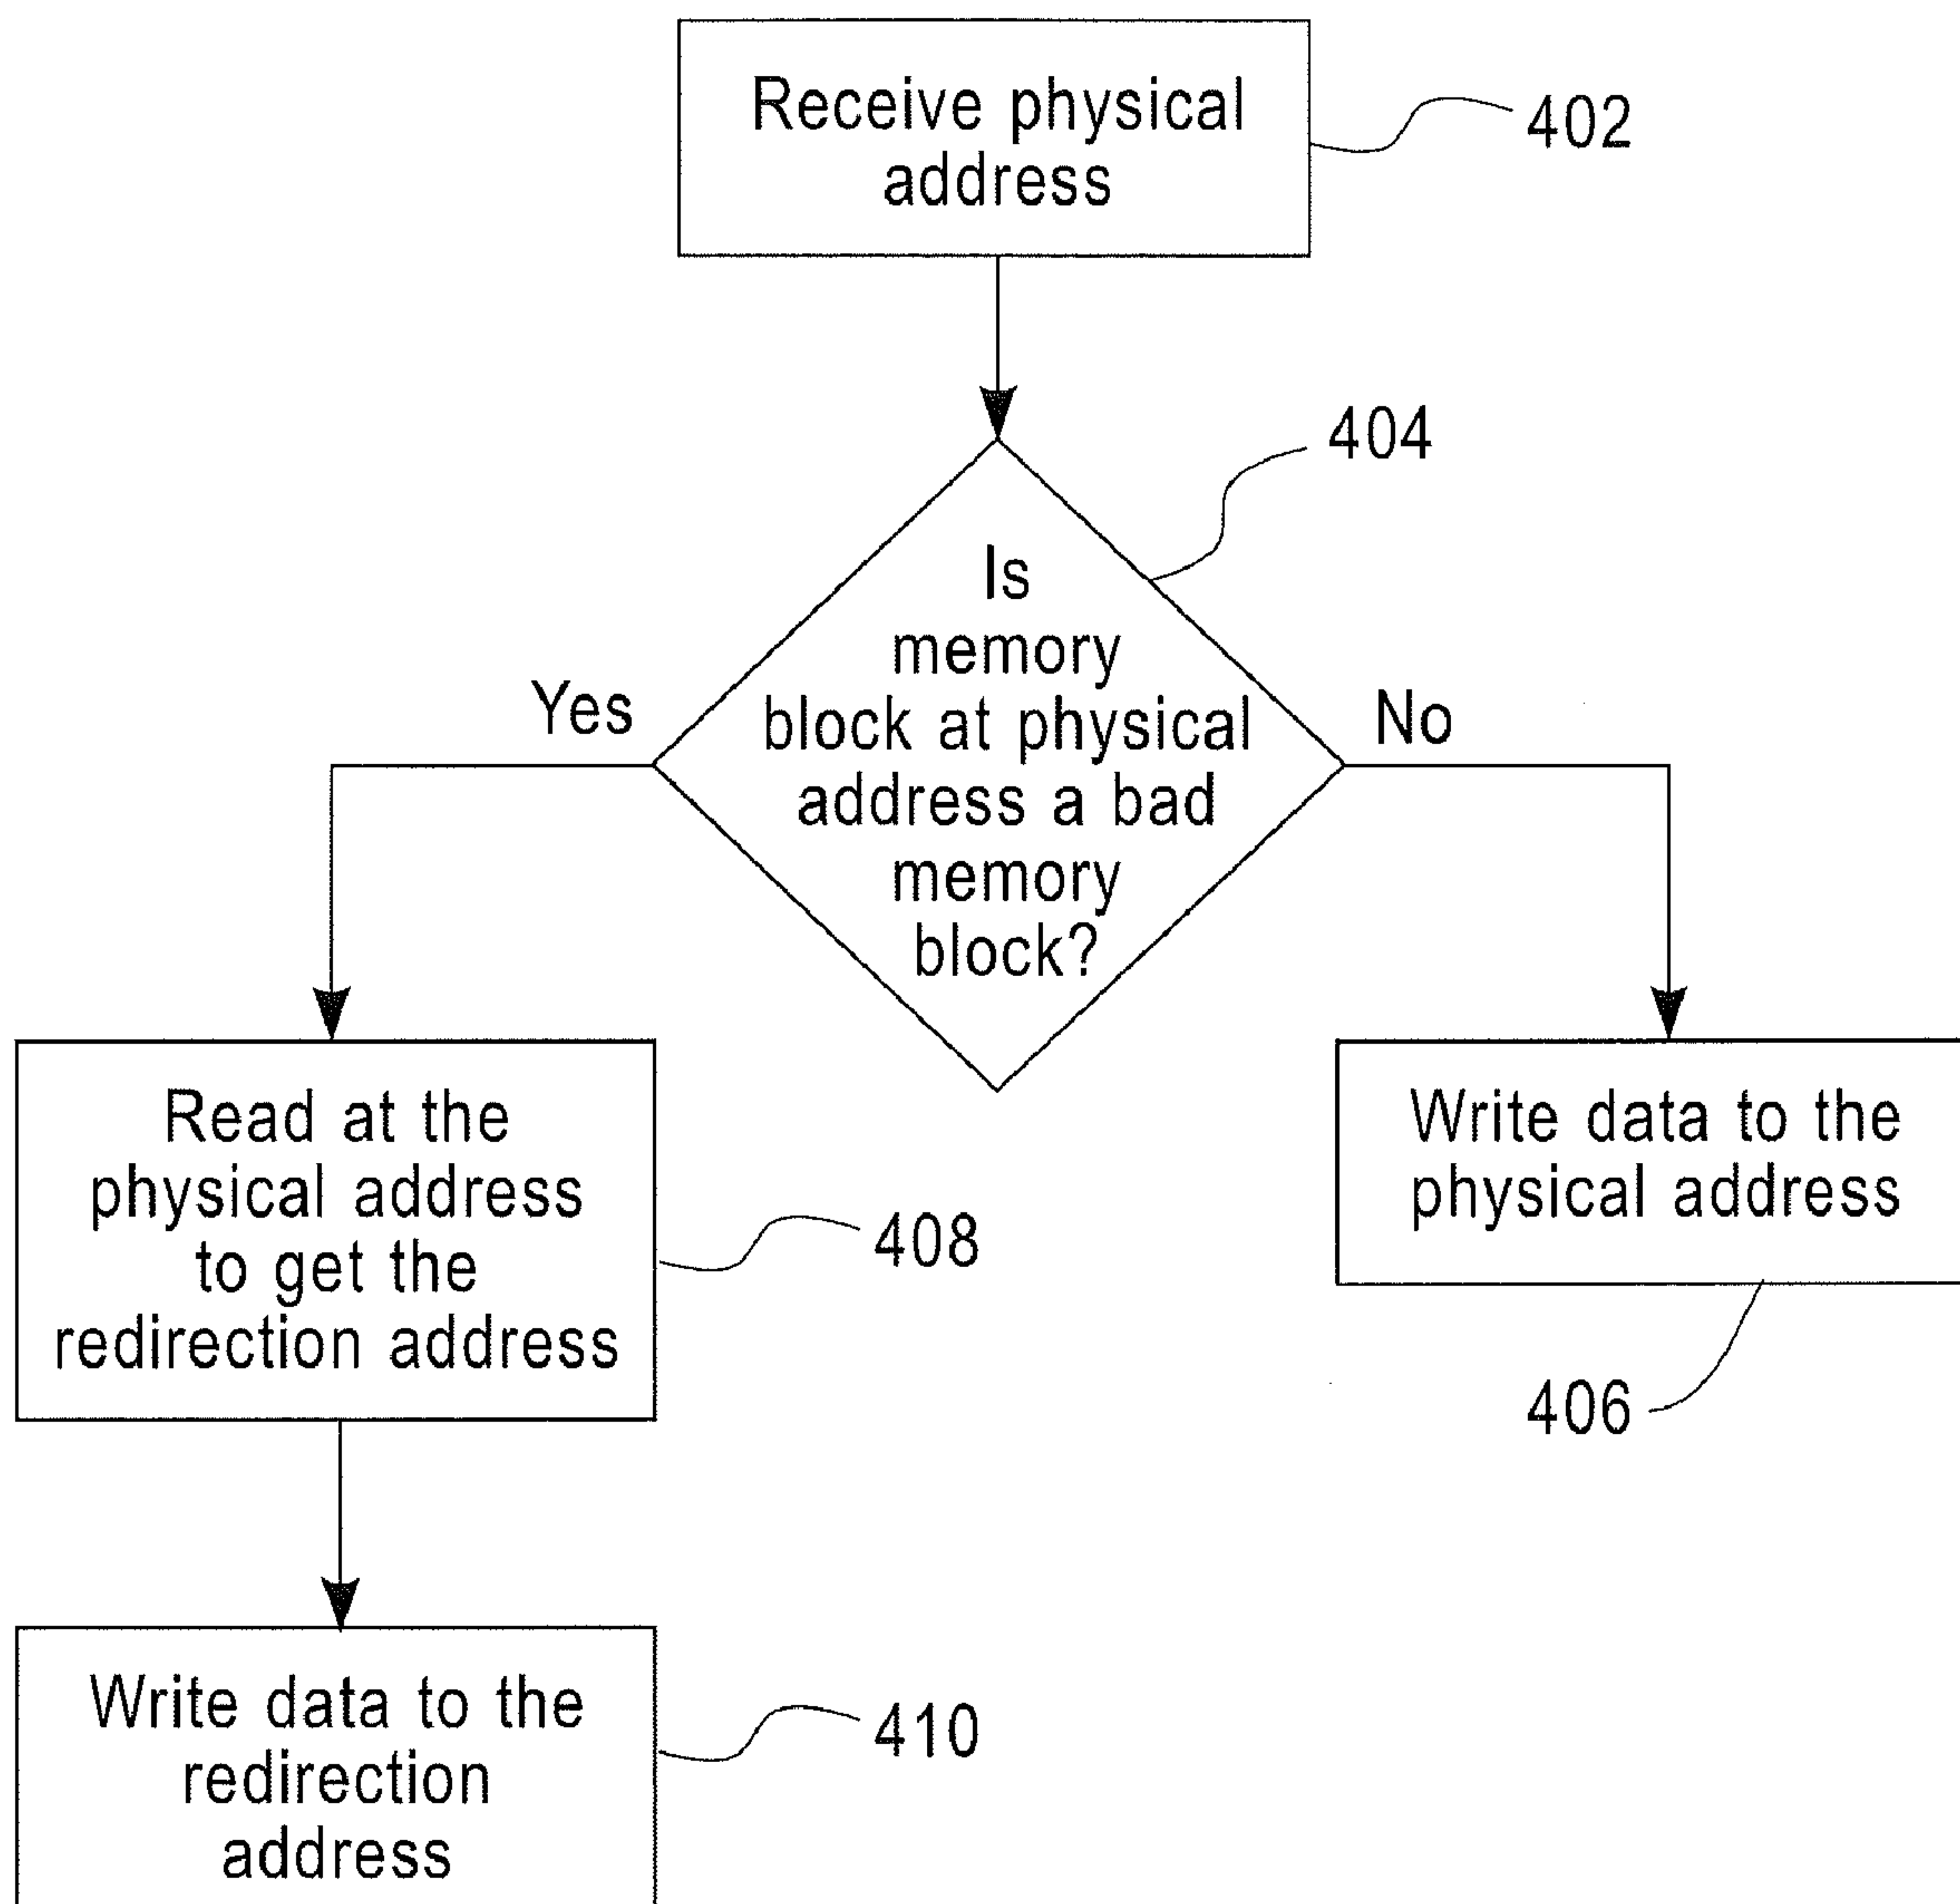 Receive physical
address
402
404
Is
memory
block at physical
address a bad
memory
block?
Yes
No
Read at the
physical address
to get the
redirection address
408
Write data to the
physical address
406
Write data to the
redirection
address
410